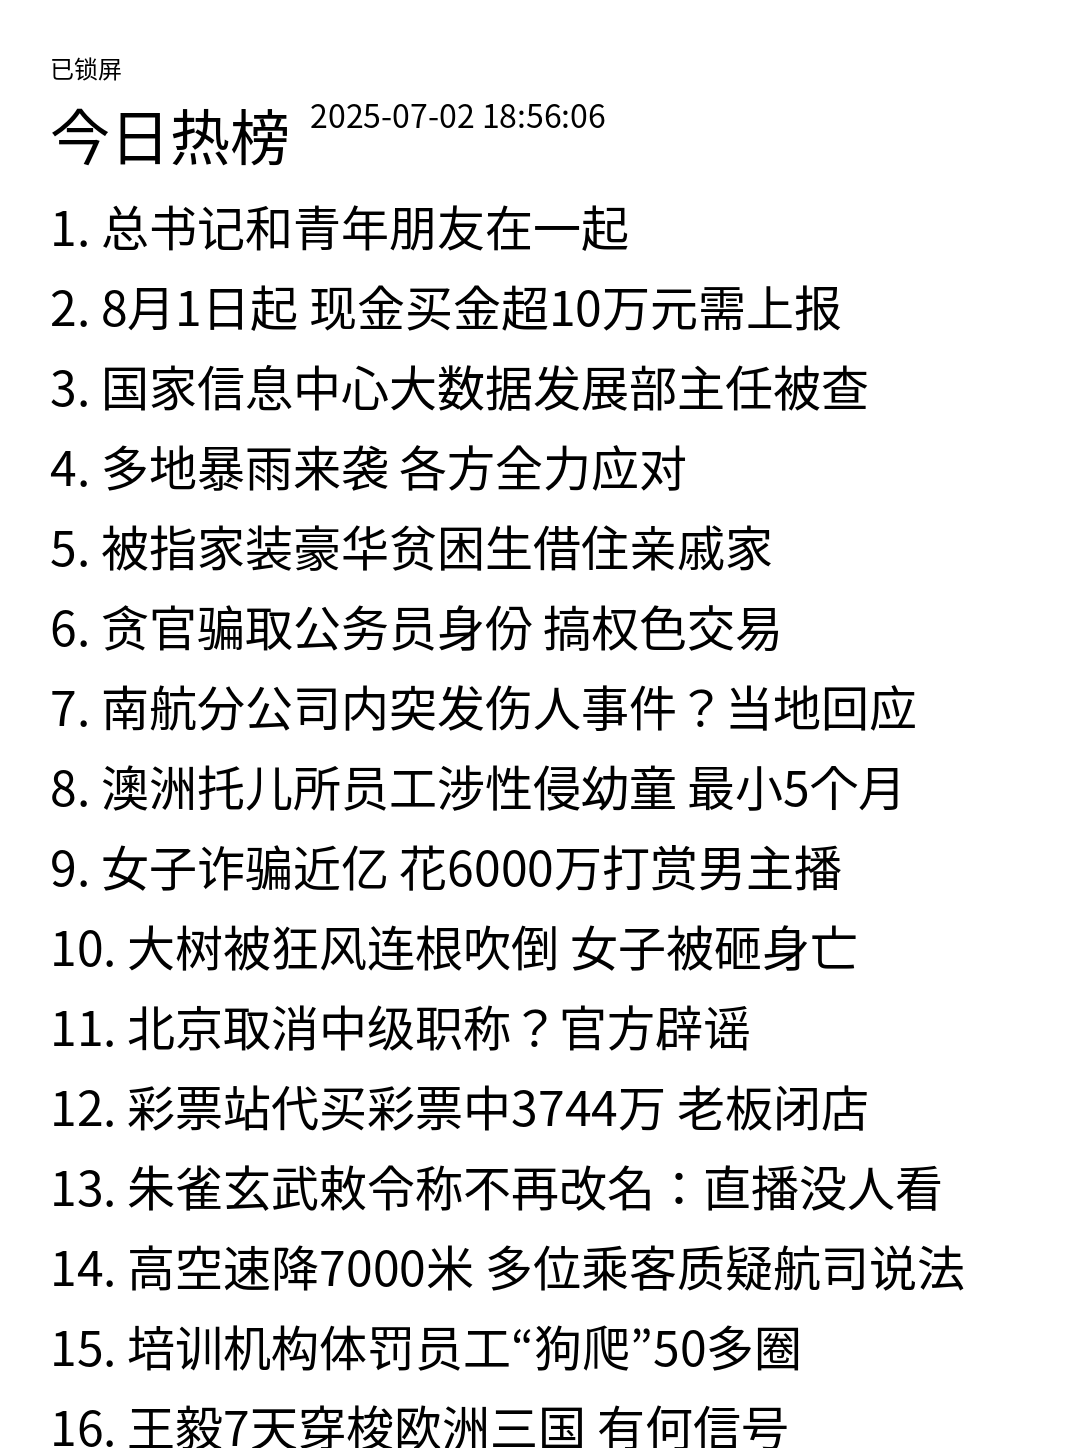 已锁屏
今日热榜 2025-07-02 18:56:06
1. 总书记和青年朋友在一起
2. 8月1日起 现金买金超10万元需上报
3. 国家信息中心大数据发展部主任被查
4. 多地暴雨来袭 各方全力应对
5. 被指家装豪华贫困生借住亲戚家
6. 贪官骗取公务员身份 搞权色交易
7. 南航分公司内突发伤人事件？当地回应
8. 澳洲托儿所员工涉性侵幼童 最小5个月
9. 女子诈骗近亿 花6000万打赏男主播
10. 大树被狂风连根吹倒 女子被砸身亡
11. 北京取消中级职称？官方辟谣
12. 彩票站代买彩票中3744万 老板闭店
13. 朱雀玄武敕令称不再改名：直播没人看
14. 高空速降7000米 多位乘客质疑航司说法
15. 培训机构体罚员工“狗爬”50多圈
16. 王毅7天穿梭欧洲三国 有何信号